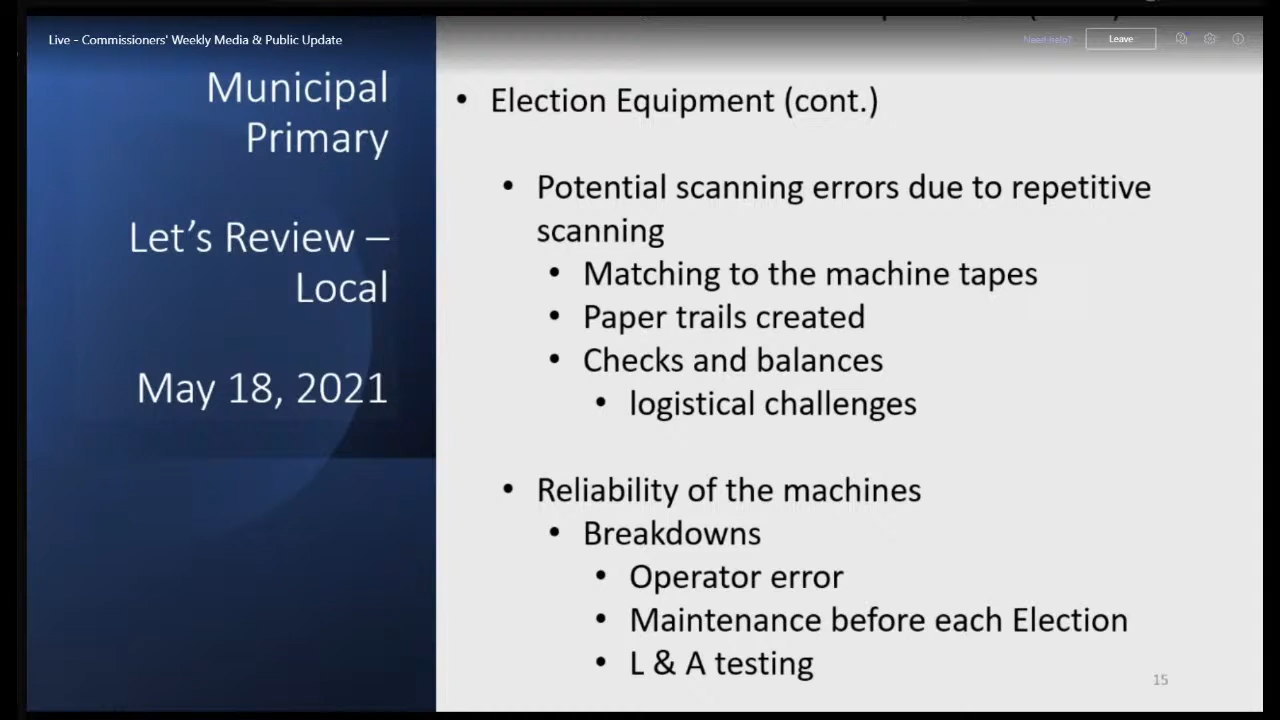 Live - Commissioners' Weekly Media & Public Update
Need help?
Leave
Municipal
Primary
Let's Review –
Local
May 18, 2021
• Election Equipment (cont.)
• Potential scanning errors due to repetitive
scanning
• Matching to the machine tapes
• Paper trails created
• Checks and balances
• logistical challenges
• Reliability of the machines
• Breakdowns
• Operator error
• Maintenance before each Election
• L & A testing
15